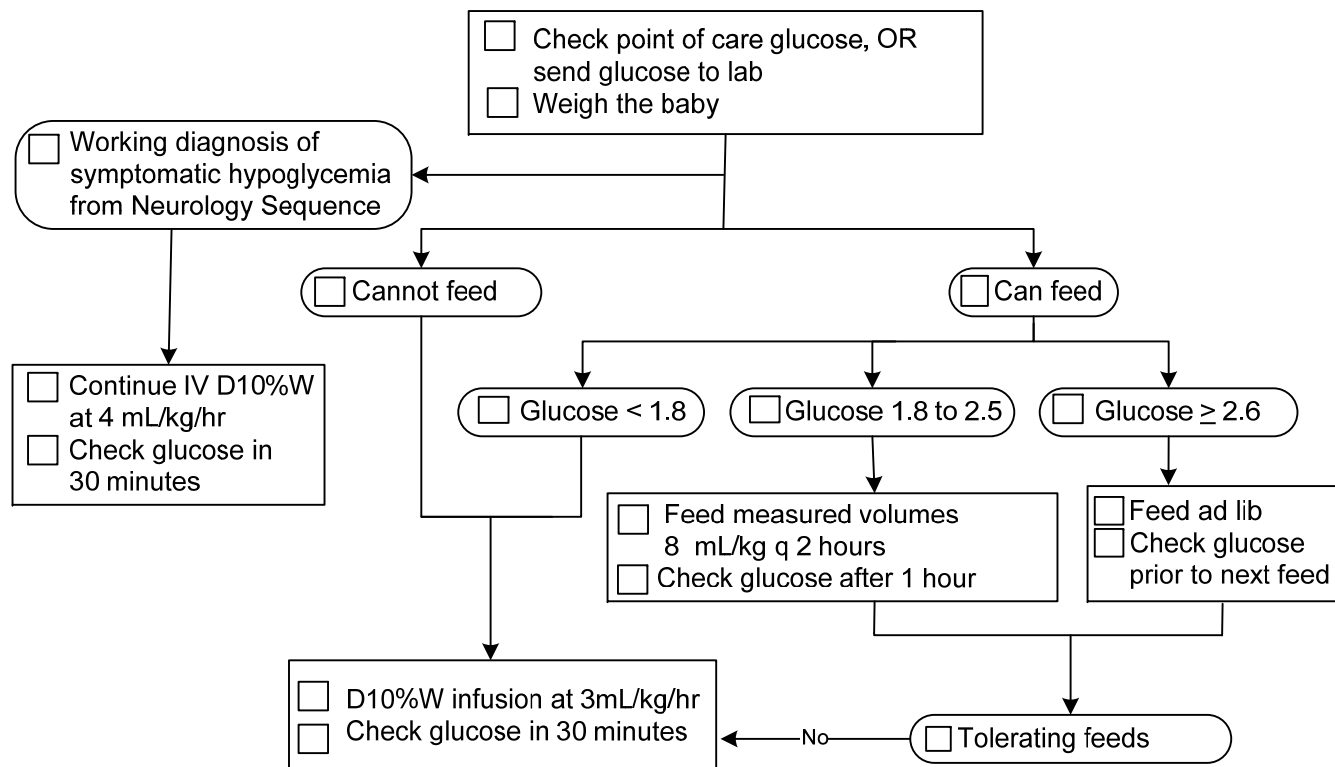 Check point of care glucose, OR
send glucose to lab
Weigh the baby
Working diagnosis of
symptomatic hypoglycemia
from Neurology Sequence
Cannot feed
Can feed
Continue IV D10%W
at 4 mL/kg/hr
Check glucose in
30 minutes
Glucose < 1.8
Glucose 1.8 to 2.5
Glucose ≥ 2.6
Feed measured volumes
8 mL/kg q 2 hours
Check glucose after 1 hour
Feed ad lib
Check glucose
prior to next feed
D10%W infusion at 3mL/kg/hr
Check glucose in 30 minutes
No
Tolerating feeds